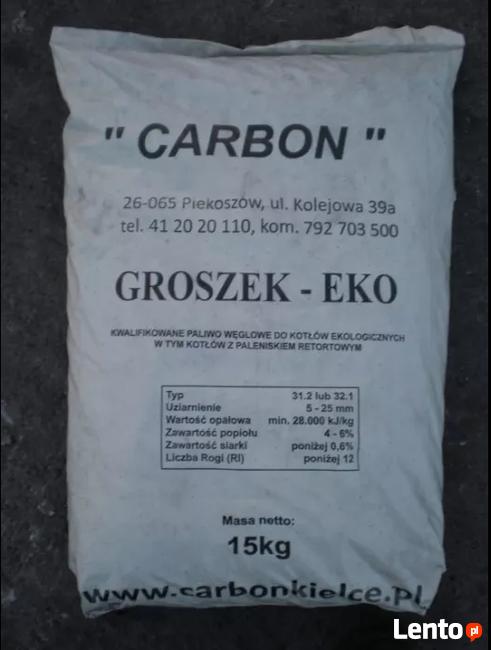 " CARBON "
26-065 Piekoszów, ul. Kolejowa 39a
tel. 41 20 20 110, kom. 792 703 500
GROSZEK - EKO
KWALIFIKOWANE PALIWO WĘGLOWE DO KOTŁÓW EKOLOGICZNYCH
W TYM KOTŁÓW Z PALENISKIEM RETORTOWYM
Typ 31.2 lub 32.1
Uziarnienie 5 - 25 mm
Wartość opałowa min. 28.000 kJ/kg
Zawartość popiołu 4 - 6%
Zawartość siarki poniżej 0,6%
Liczba Rogi (RI) poniżej 12
Masa netto:
15kg
www.carbonkielce.pl
Lento.pl